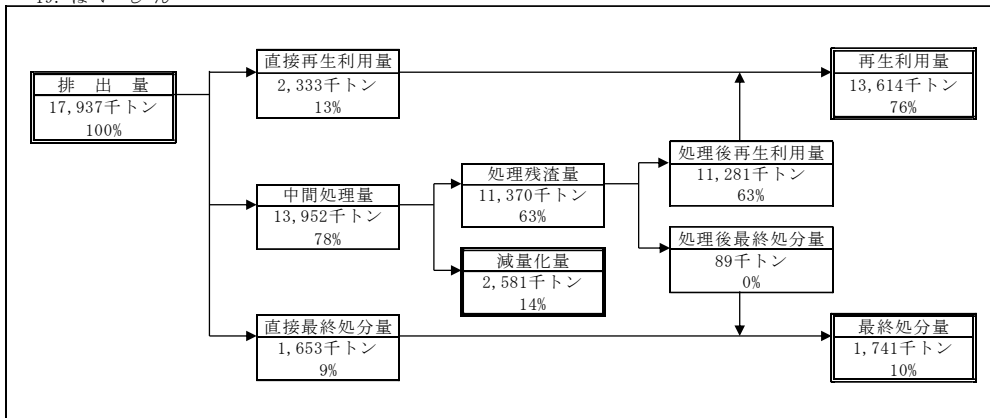 排 出 量
17,937千トン
100%
直接再生利用量
2,333千トン
13%
中間処理量
13,952千トン
78%
直接最終処分量
1,653千トン
9%
処理残渣量
11,370千トン
63%
減量化量
2,581千トン
14%
処理後再生利用量
11,281千トン
63%
処理後最終処分量
89千トン
0%
再生利用量
13,614千トン
76%
最終処分量
1,741千トン
10%